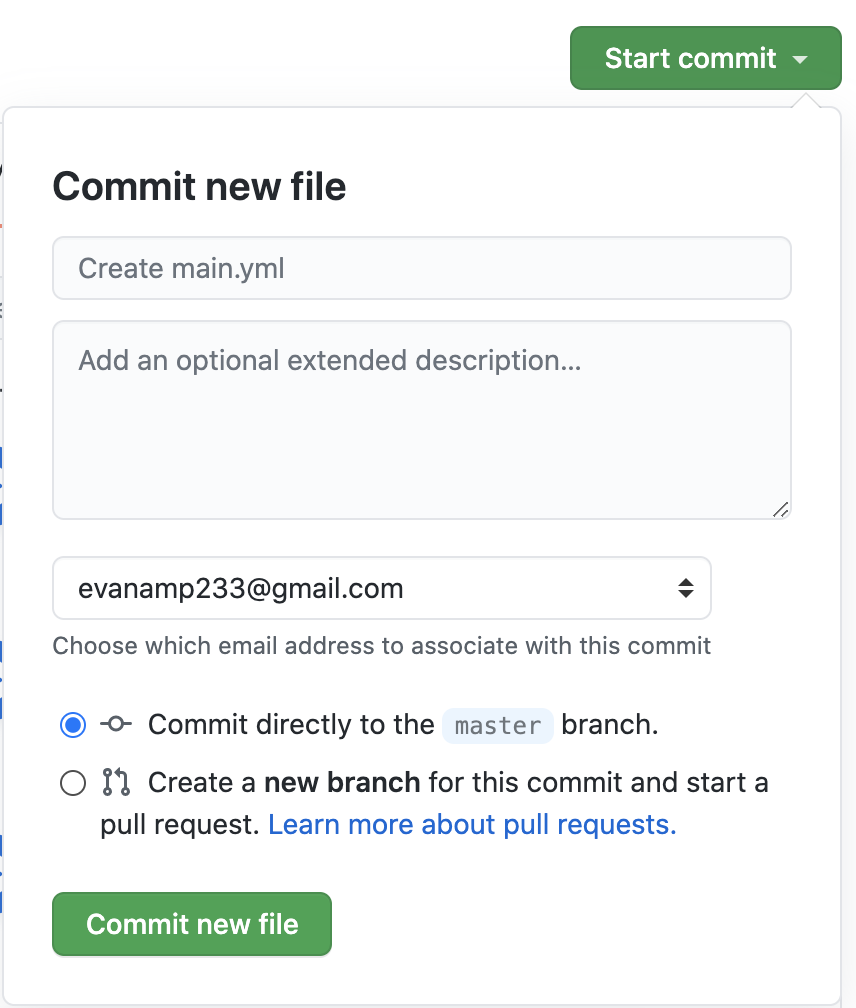 Start commit
Commit new file
Create main.yml
Add an optional extended description...
evanamp233@gmail.com
Choose which email address to associate with this commit
Commit directly to the master branch.
Create a new branch for this commit and start a
pull request. Learn more about pull requests.
Commit new file